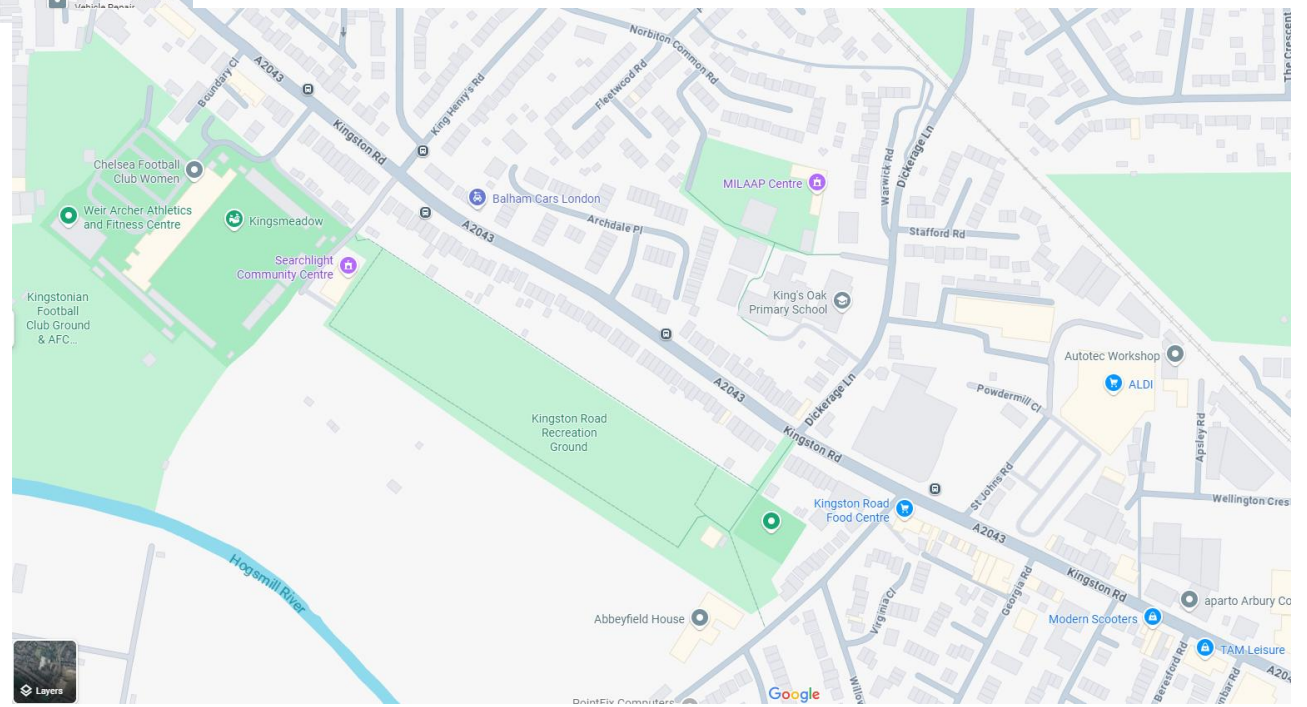 Vehicle Repair
Boundary Cl
A2043
Kingston Rd
King Henry's Rd
Fleetwood Rd
Norbiton Common Rd
The Crescent
Chelsea Football
Club Women
Weir Archer Athletics
and Fitness Centre
Kingsmeadow
Balham Cars London
MILAAP Centre
Warwick Rd
Dickerage Ln
Searchlight
Community Centre
A2043
Archdale Pl
Stafford Rd
Kingstonian
Football
Club Ground
& AFC...
King's Oak
Primary School
Autotec Workshop
ALDI
A2043
Dickerage Ln
Powdermill Cl
Kingston Road
Recreation
Ground
Kingston Rd
Apsley Rd
St Johns Rd
Wellington Cres
Kingston Road
Food Centre
A2043
Hogsmill River
Kingston Rd
Georgia Rd
Virginia Cl
aparto Arbury Co
Abbeyfield House
Modern Scooters
TAM Leisure
Beresford Rd
A204
nbar Rd
Willow
Layers
Google
PointFix Computers